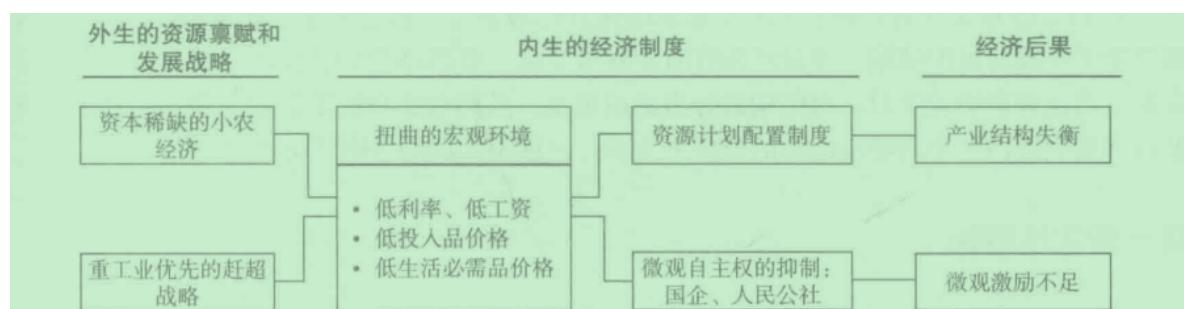 外生的资源禀赋和
发展战略
内生的经济制度
经济后果
资本稀缺的小农
经济
扭曲的宏观环境
资源计划配置制度
产业结构失衡
• 低利率、低工资
• 低投入品价格
• 低生活必需品价格
重工业优先的赶超
战略
微观自主权的抑制：
国企、人民公社
微观激励不足